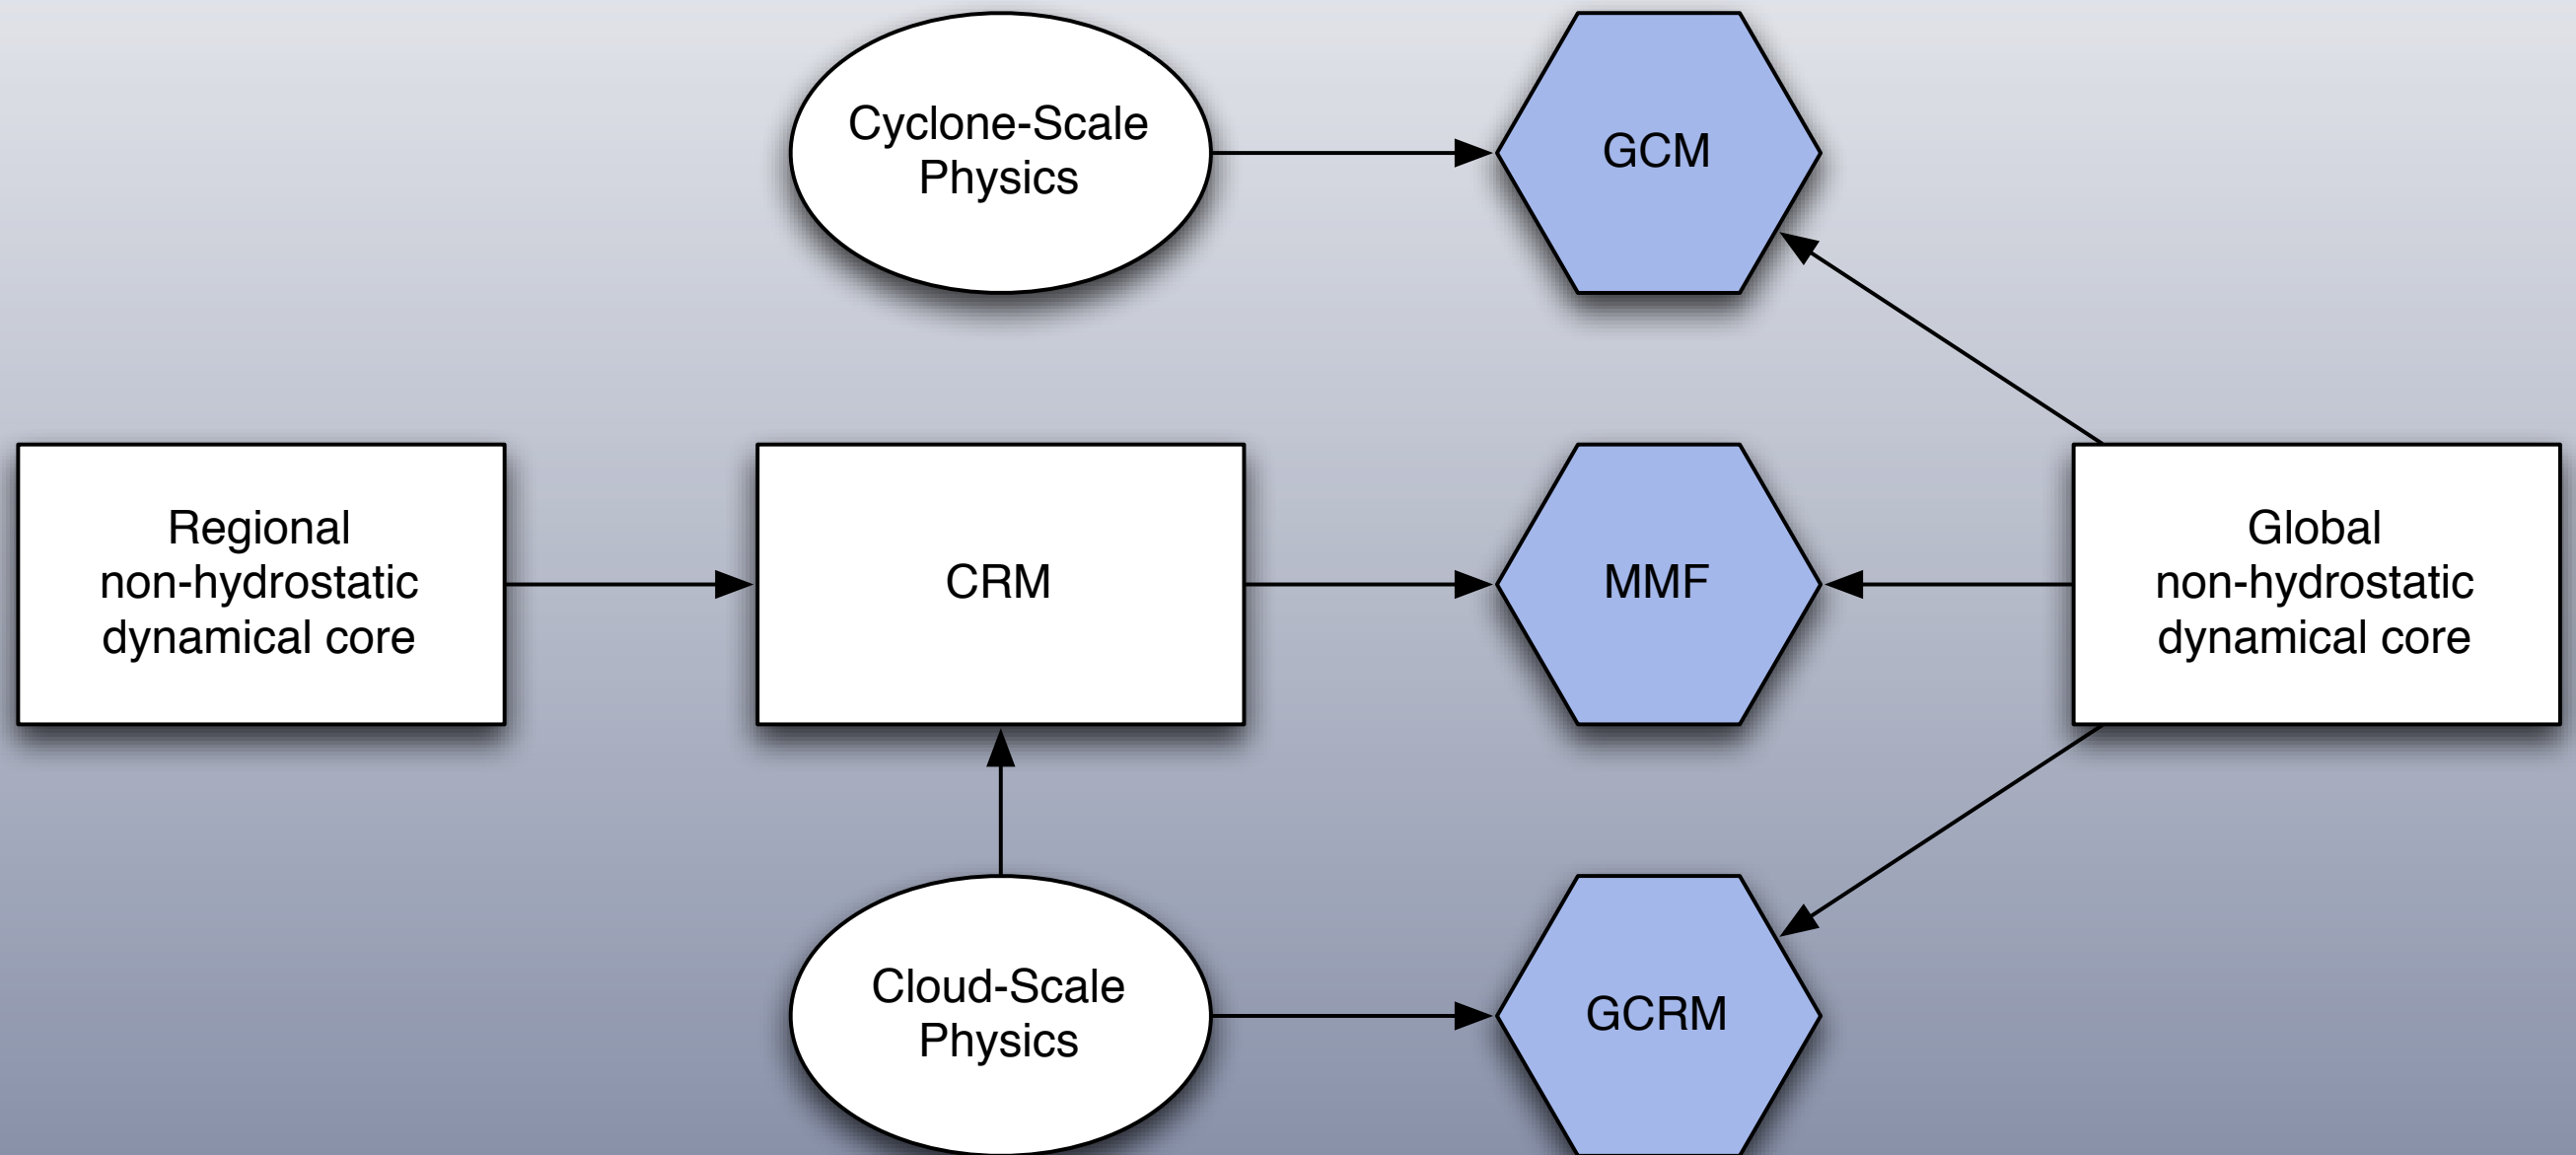 Cyclone-Scale
Physics
GCM
Regional
non-hydrostatic
dynamical core
CRM
MMF
Global
non-hydrostatic
dynamical core
Cloud-Scale
Physics
GCRM